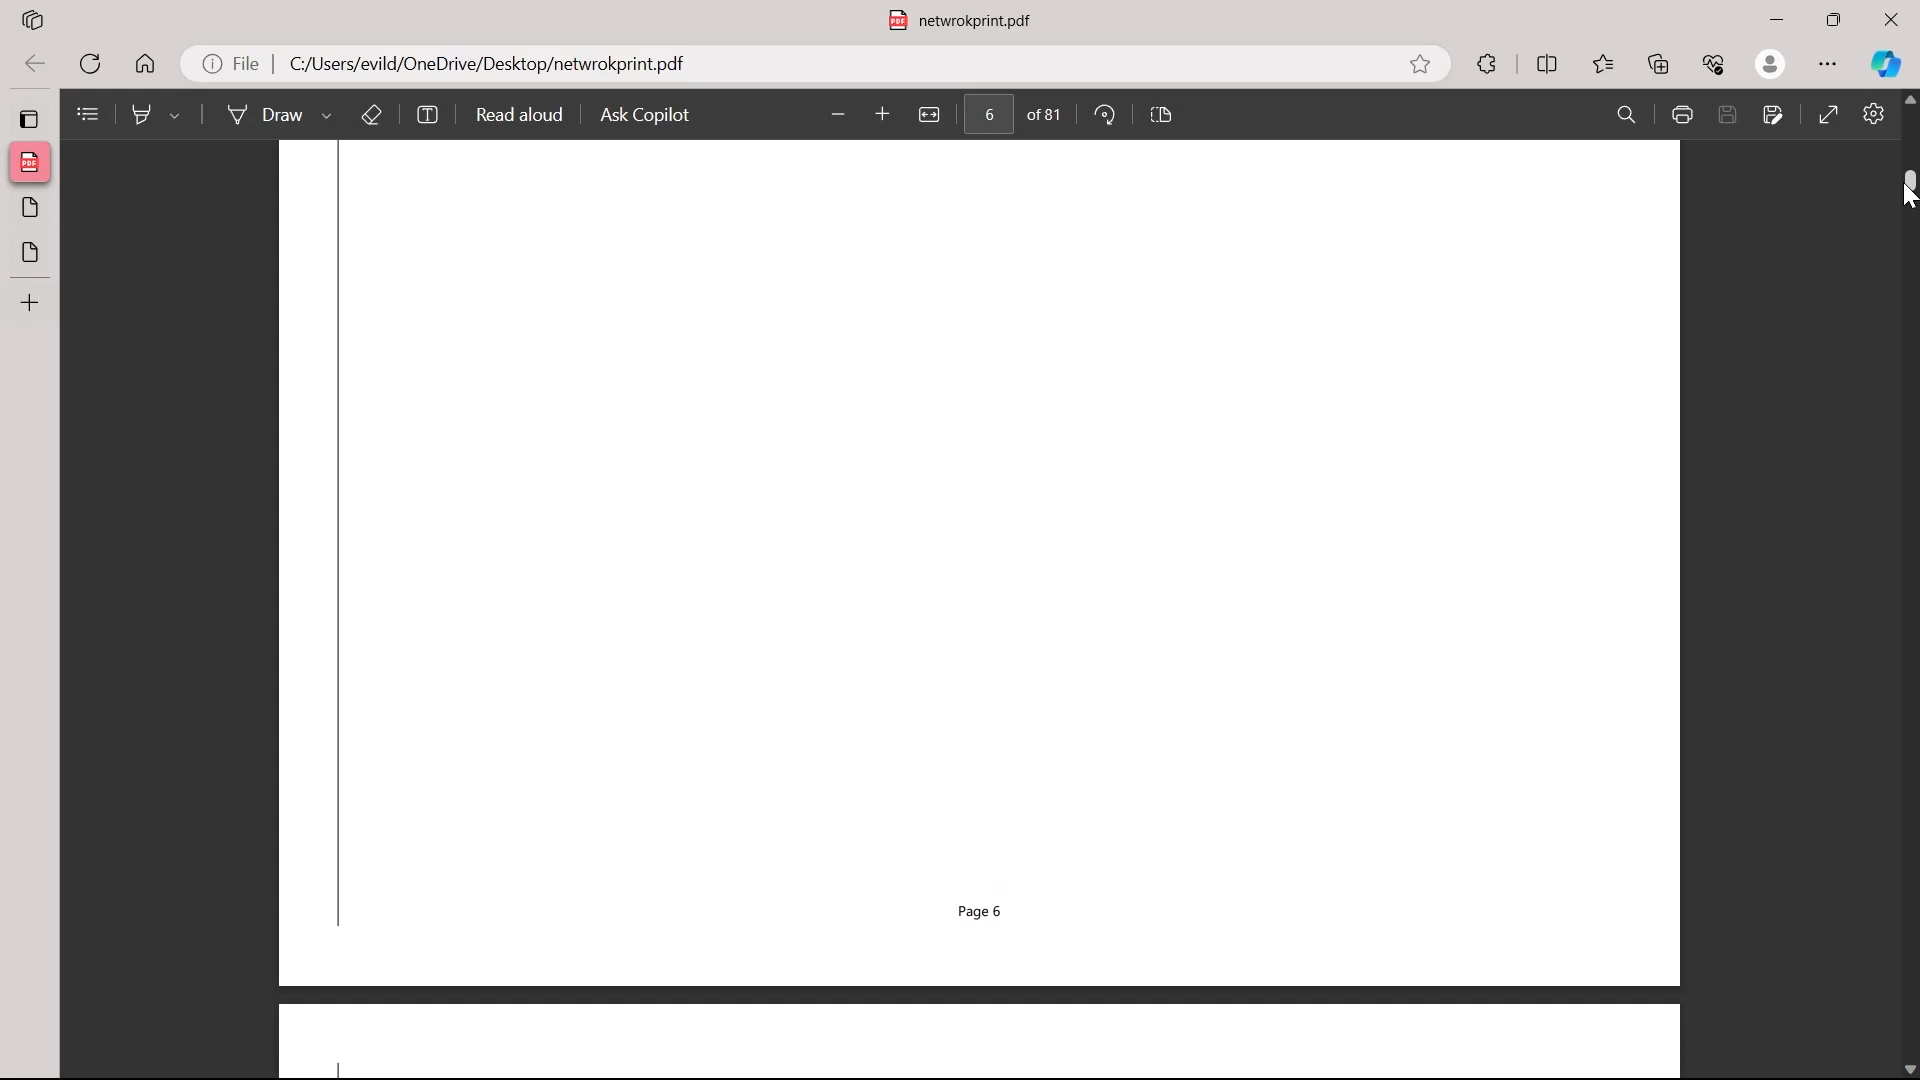 netwrokprint.pdf
File
C:/Users/evild/OneDrive/Desktop/netwrokprint.pdf
Draw
Read aloud
Ask Copilot
6
of 81
Page 6